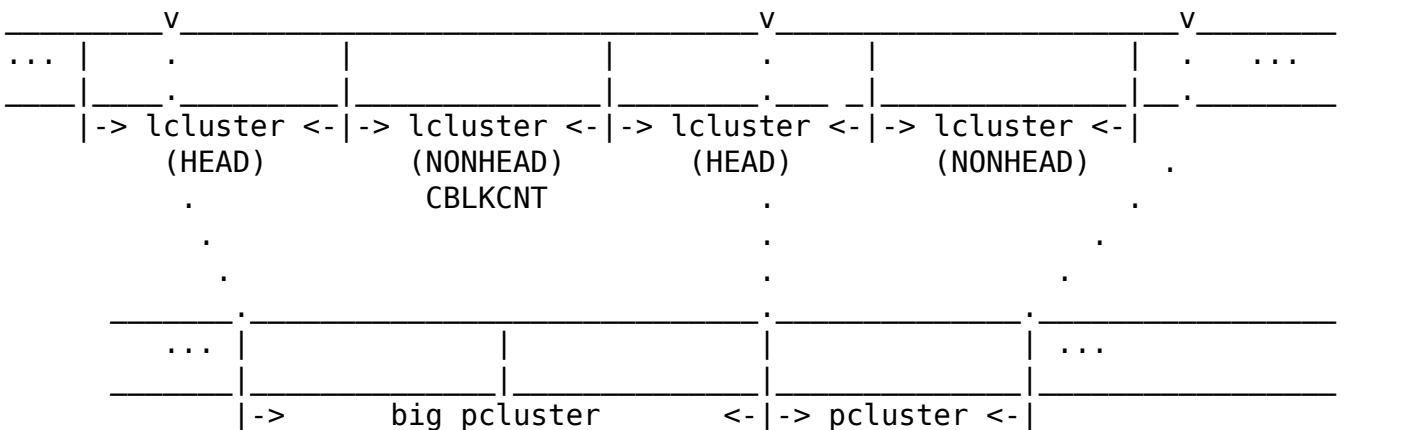 v v v
... | . | | . | | . ...
|-> lcluster <-|-> lcluster <-|-> lcluster <-|-> lcluster <-|
(HEAD) (NONHEAD) (HEAD) (NONHEAD) .
. CBLKCNT . .
. . .
. . .
. . .
... | | | | ...
|-> big pcluster <-|-> pcluster <-|